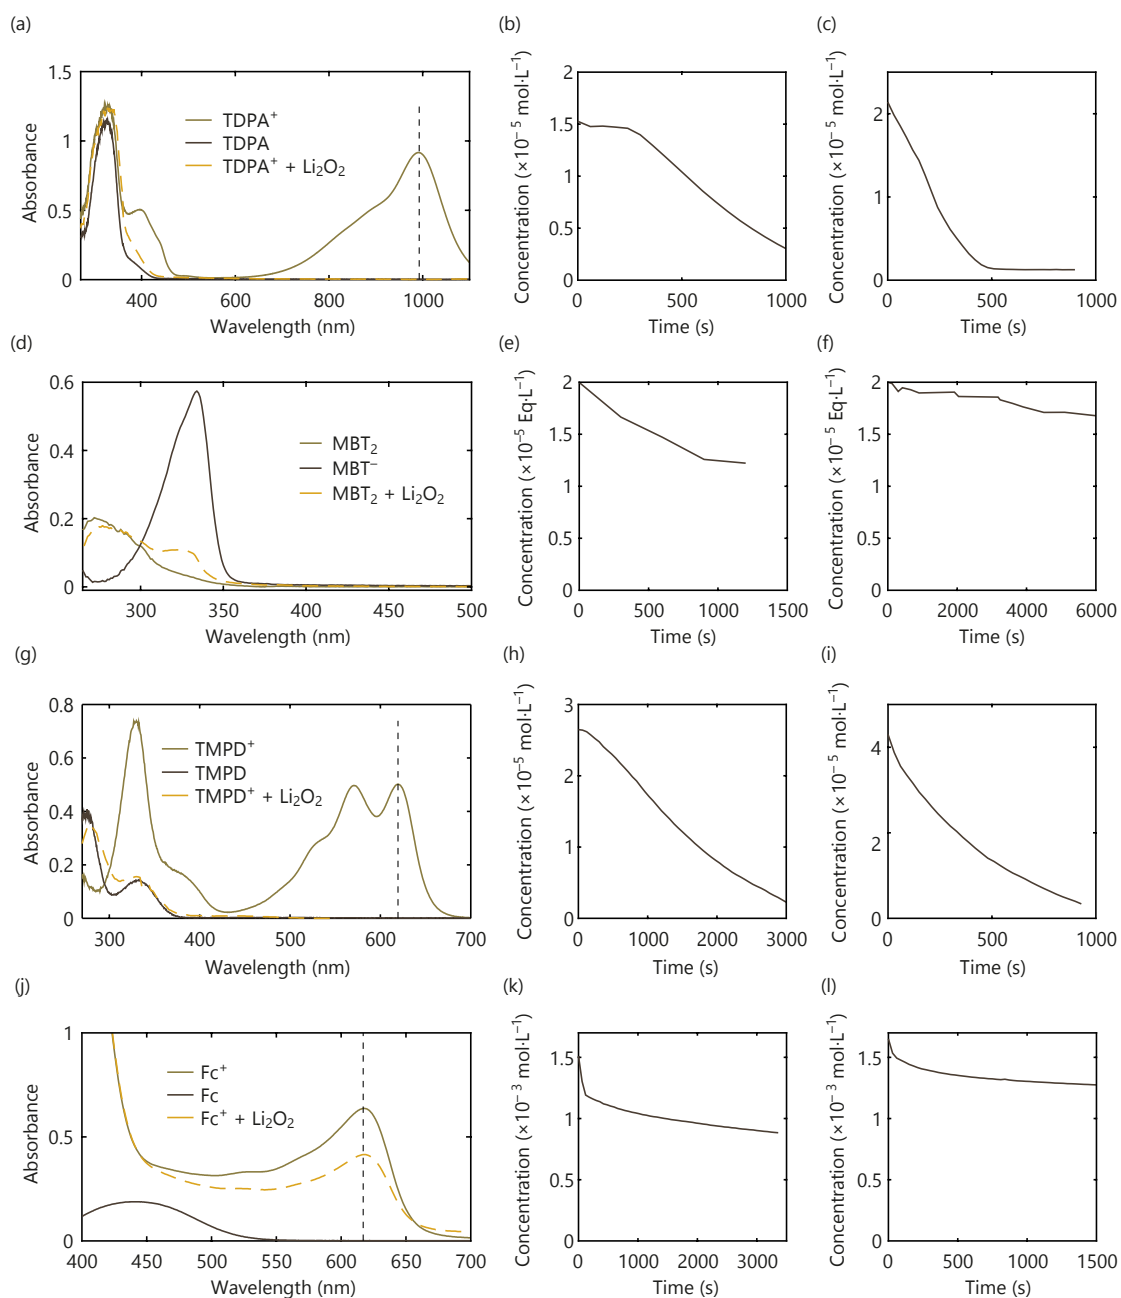 (a)
(b)
(c)
Absorbance
1.5
1
0.5
0
TDPA⁺
TDPA
TDPA⁺ + Li₂O₂
400
600
800
1000
Wavelength (nm)
Concentration (×10⁻⁵ mol·L⁻¹)
2
1.5
1
0.5
0
0
500
1000
Time (s)
Concentration (×10⁻⁵ mol·L⁻¹)
2
1
0
0
500
1000
Time (s)
(d)
(e)
(f)
Absorbance
0.6
0.4
0.2
0
MBT₂
MBT⁻
MBT₂ + Li₂O₂
300
350
400
450
500
Wavelength (nm)
Concentration (×10⁻⁵ Eq·L⁻¹)
2
1.5
1
0.5
0
0
500
1000
1500
Time (s)
Concentration (×10⁻⁵ Eq·L⁻¹)
2
1.5
1
0.5
0
0
2000
4000
6000
Time (s)
(g)
(h)
(i)
Absorbance
0.8
0.6
0.4
0.2
0
TMPD⁺
TMPD
TMPD⁺ + Li₂O₂
300
400
500
600
700
Wavelength (nm)
Concentration (×10⁻⁵ mol·L⁻¹)
3
2
1
0
0
1000
2000
3000
Time (s)
Concentration (×10⁻⁵ mol·L⁻¹)
4
2
0
0
500
1000
Time (s)
(j)
(k)
(l)
Absorbance
1
0.5
0
Fc⁺
Fc
Fc⁺ + Li₂O₂
400
450
500
550
600
650
700
Wavelength (nm)
Concentration (×10⁻³ mol·L⁻¹)
1.5
1
0.5
0
0
1000
2000
3000
Time (s)
Concentration (×10⁻³ mol·L⁻¹)
1.5
1
0.5
0
0
500
1000
1500
Time (s)